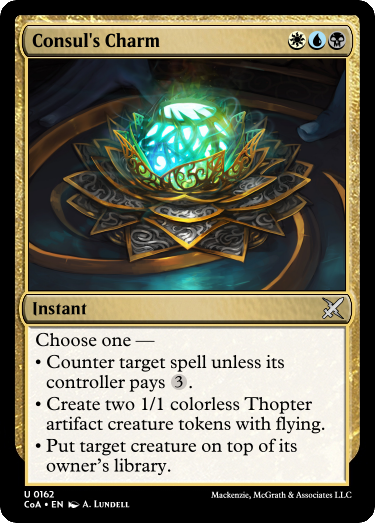 Consul's Charm
Instant
Choose one —
• Counter target spell unless its
controller pays 3.
• Create two 1/1 colorless Thopter
artifact creature tokens with flying.
• Put target creature on top of its
owner's library.
U 0162
CoA • EN A. Lundell
Mackenzie, McGrath & Associates LLC